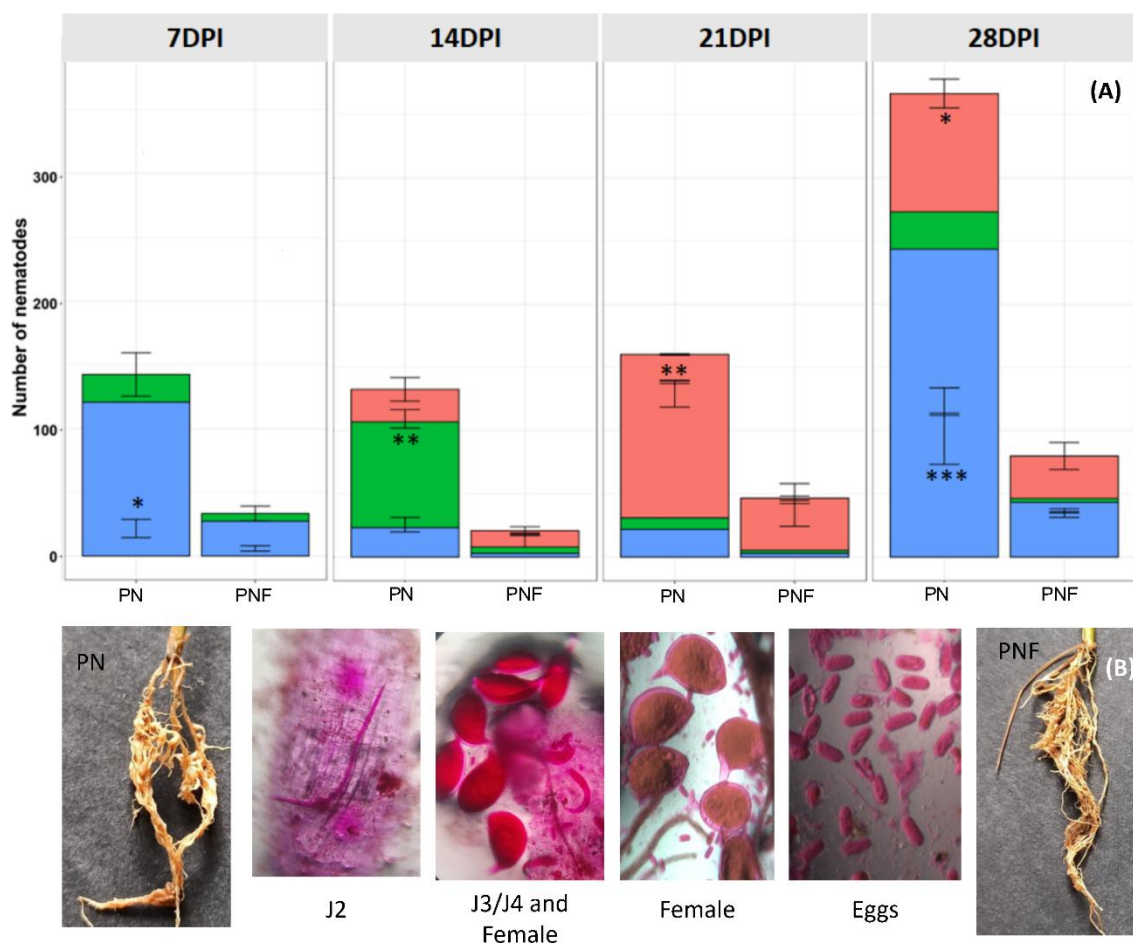 7DPI 14DPI 21DPI 28DPI
(A)
*
300
Number of nematodes
200
**
**
100
*
***
0
PN PNF PN PNF PN PNF PN PNF
PN
PNF
(B)
J2
J3/J4 and
Female
Female
Eggs